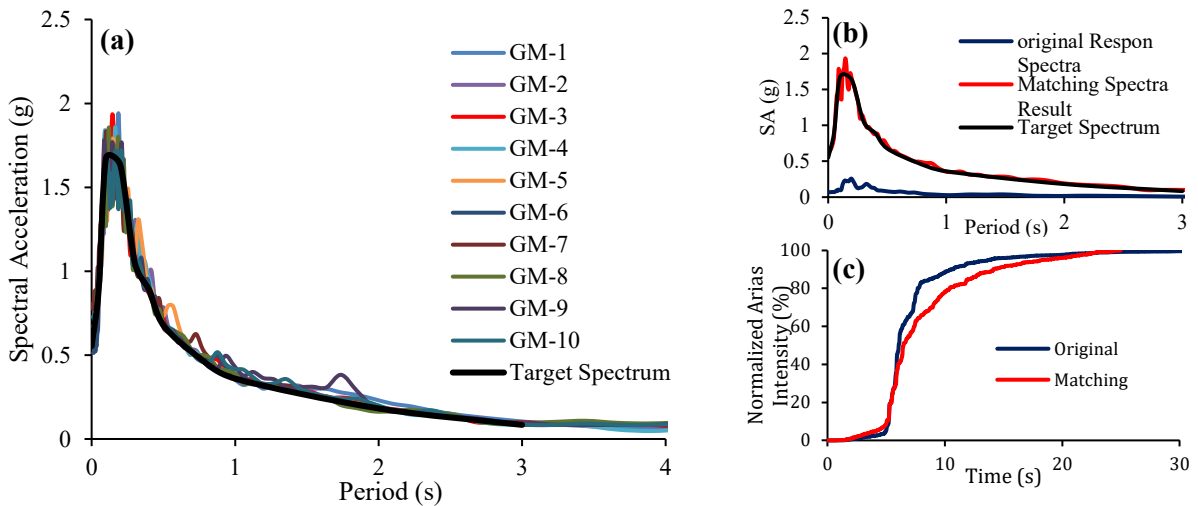 (a)
Spectral Acceleration (g)
2.5
2
1.5
1
0.5
0
0 1 2 3 4
Period (s)
GM-1
GM-2
GM-3
GM-4
GM-5
GM-6
GM-7
GM-8
GM-9
GM-10
Target Spectrum
(b)
SA (g)
2.5
2
1.5
1
0.5
0
0 1 2 3
Period (s)
original Respon
Spectra
Matching Spectra
Result
Target Spectrum
(c)
Normalized Arias
Intensity (%)
100
80
60
40
20
0
0 10 20 30
Time (s)
Original
Matching